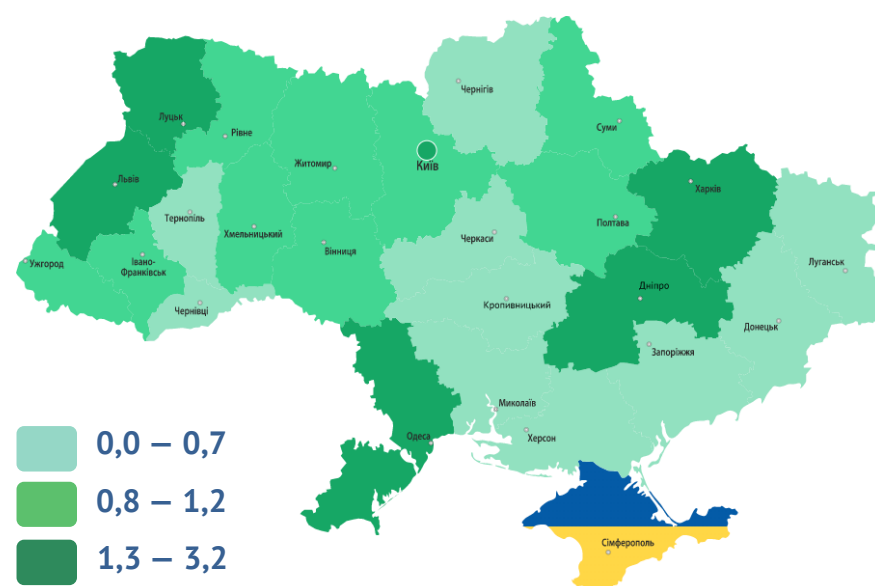 Чернігів
Луцьк
Суми
Рівне
Житомир
Київ
Львів
Харків
Тернопіль
Полтава
Хмельницький
Черкаси
Вінниця
Ужгород
Івано-
Франківськ
Луганськ
Дніпро
Чернівці
Кропивницький
Донецьк
Запоріжжя
Миколаїв
Одеса
Херсон
0,0 — 0,7
0,8 — 1,2
1,3 — 3,2
Сімферополь